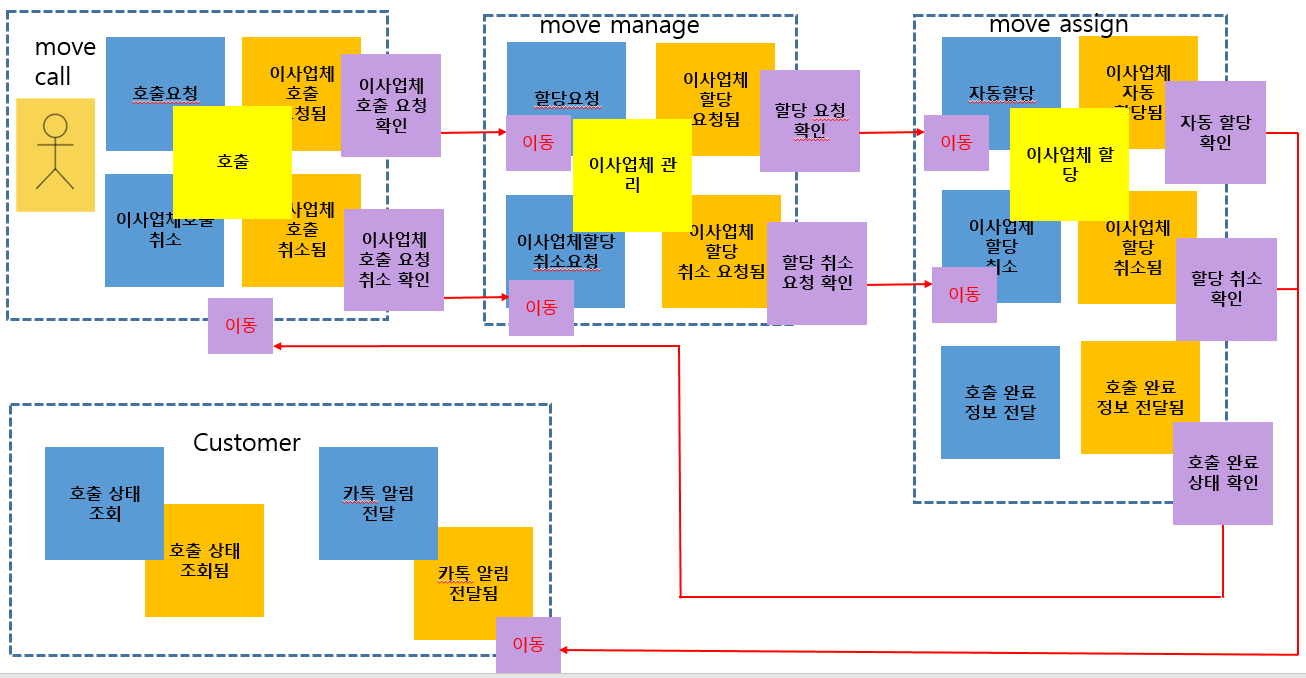 move
call
호출요청
이사업체
호출
청됨
이사업체
호출 요청
확인
호출
이사업체호출
취소
사업체
호출
취소됨
이사업체
호출 요청
취소 확인
이동
move manage
할당요청
이사업체
할당
요청됨
할당 요청
확인
이동
이사업체 관
리
이사업체할당
취소요청
이사업체
할당
취소 요청됨
할당 취소
요청 확인
이동
move assign
자동할당
이사업체
자동
할당됨
자동 할당
확인
이동
이사업체 할
당
이사업체
할당
취소
이사업체
할당
취소됨
할당 취소
확인
이동
호출 완료
정보 전달
호출 완료
정보 전달됨
호출 완료
상태 확인
Customer
호출 상태
조회
호출 상태
조회됨
카톡 알림
전달
카톡 알림
전달됨
이동